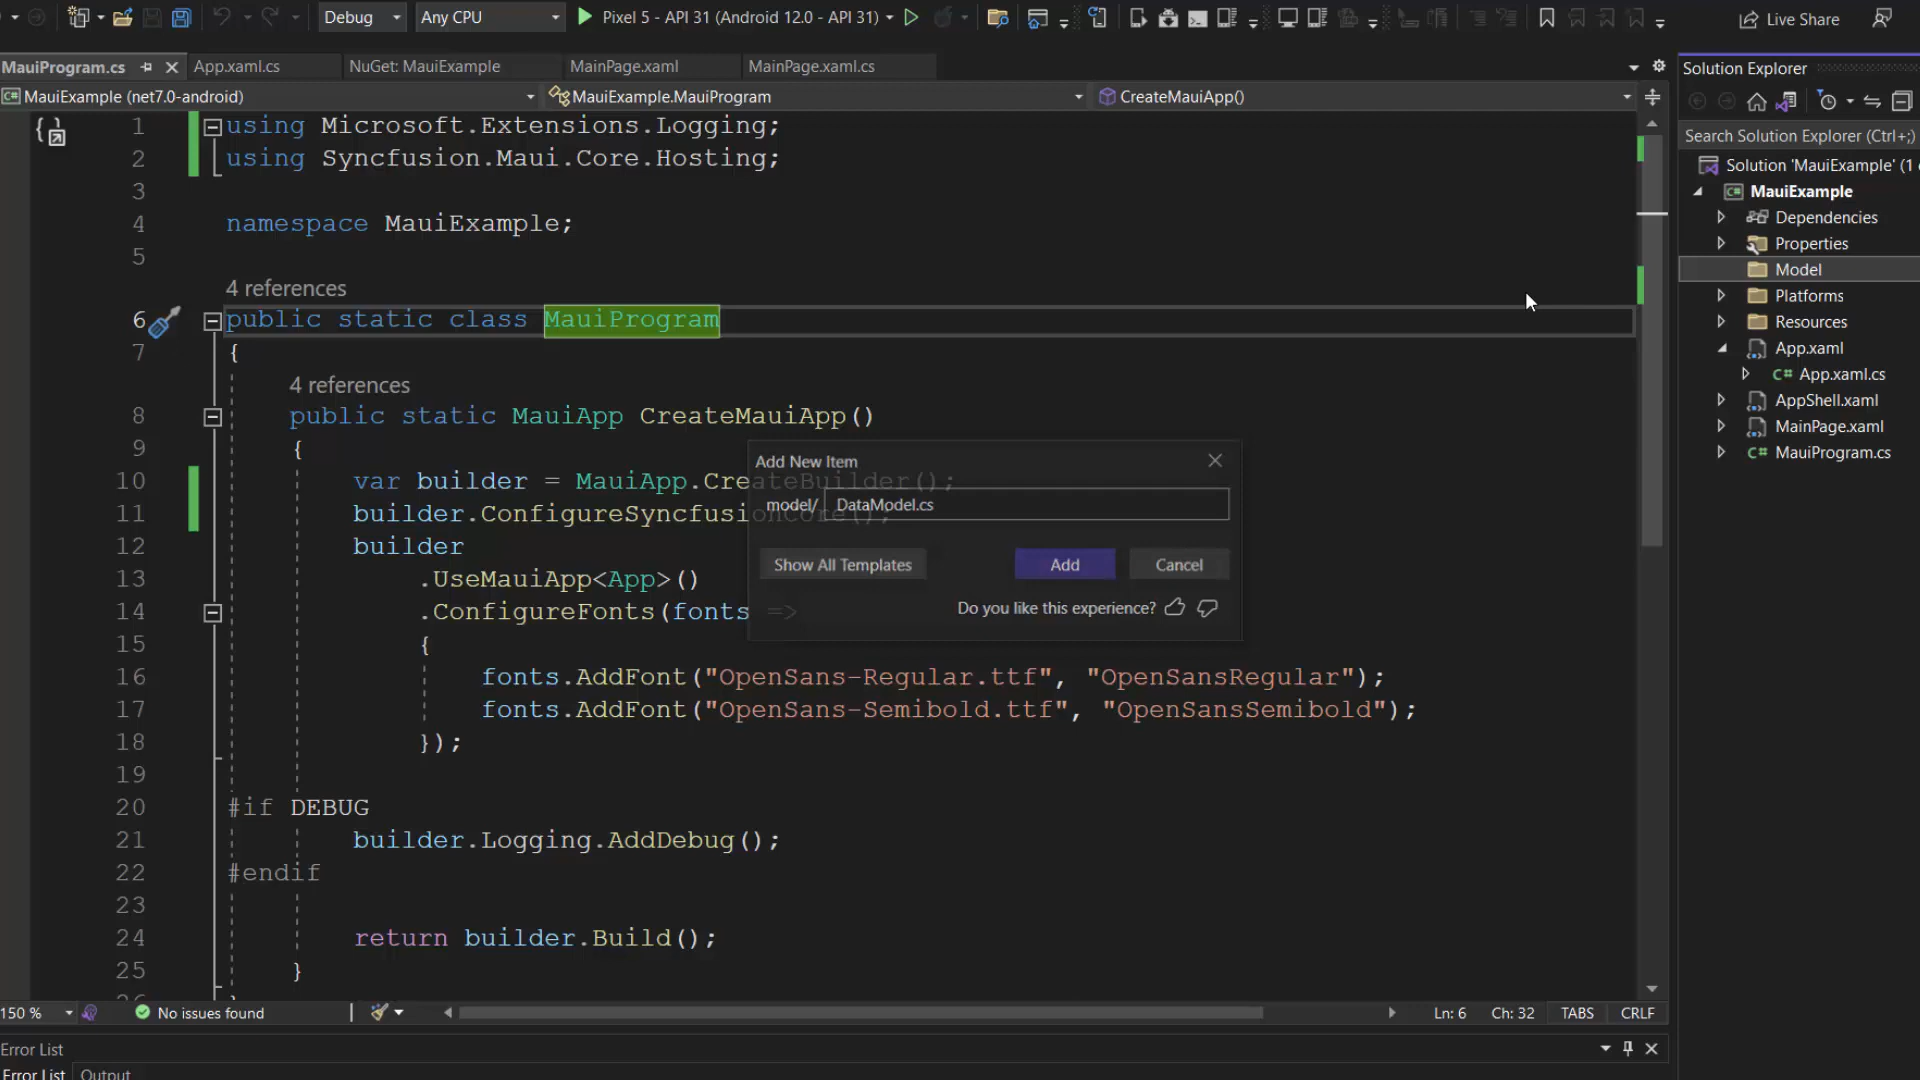 Debug
Any CPU
Pixel 5 - API 31 (Android 12.0 - API 31)
Live Share
MauiProgram.cs
App.xaml.cs
NuGet: MauiExample
MainPage.xaml
MainPage.xaml.cs
MauiExample (net7.0-android)
MauiExample.MauiProgram
CreateMauiApp()
1 using Microsoft.Extensions.Logging;
2 using Syncfusion.Maui.Core.Hosting;
3
4 namespace MauiExample;
5
4 references
6 public static class MauiProgram
7 {
4 references
8 public static MauiApp CreateMauiApp()
9 {
10 var builder = MauiApp.CreateBuilder();
11 builder.ConfigureSyncfusionCore();
12 builder
13 .UseMauiApp<App>()
14 .ConfigureFonts(fonts =>
15 {
16 fonts.AddFont("OpenSans-Regular.ttf", "OpenSansRegular");
17 fonts.AddFont("OpenSans-Semibold.ttf", "OpenSansSemibold");
18 });
19
20 #if DEBUG
21 builder.Logging.AddDebug();
22 #endif
23
24 return builder.Build();
25 }
Add New Item
model/ DataModel.cs
Show All Templates
Add
Cancel
Do you like this experience?
Solution Explorer
Search Solution Explorer (Ctrl+;)
Solution 'MauiExample' (1
MauiExample
Dependencies
Properties
Model
Platforms
Resources
App.xaml
App.xaml.cs
AppShell.xaml
MainPage.xaml
MauiProgram.cs
150 %
No issues found
Ln: 6
Ch: 32
TABS
CRLF
Error List
Error List
Output